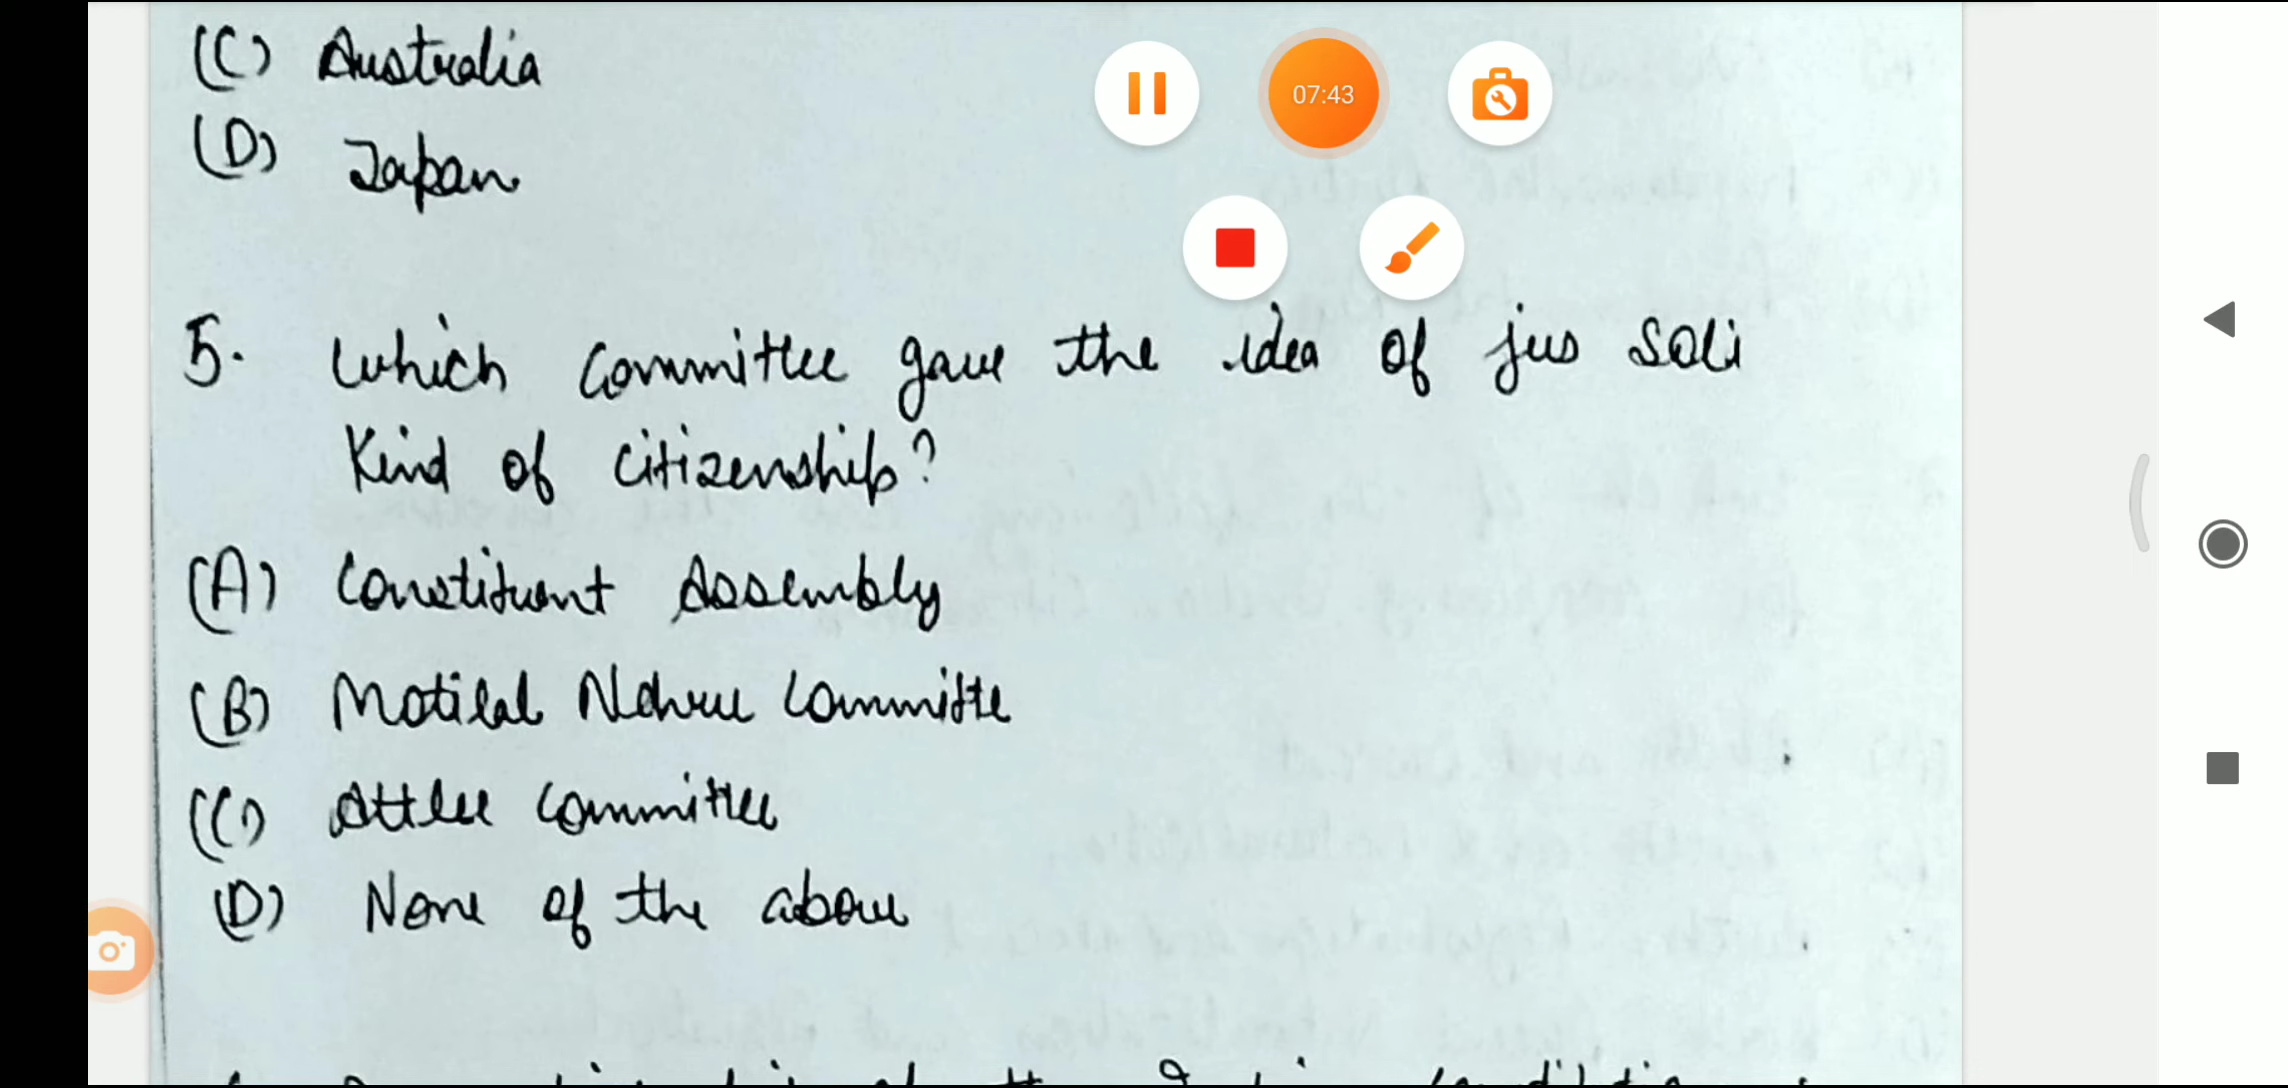 (C) Australia
(D) Japan
07:43
5. Which committee gave the idea of jus soli
Kind of citizenship?
(A) Constituent Assembly
(B) Motilal Nehru Committe
(C) Attlee Committee
(D) None of the above